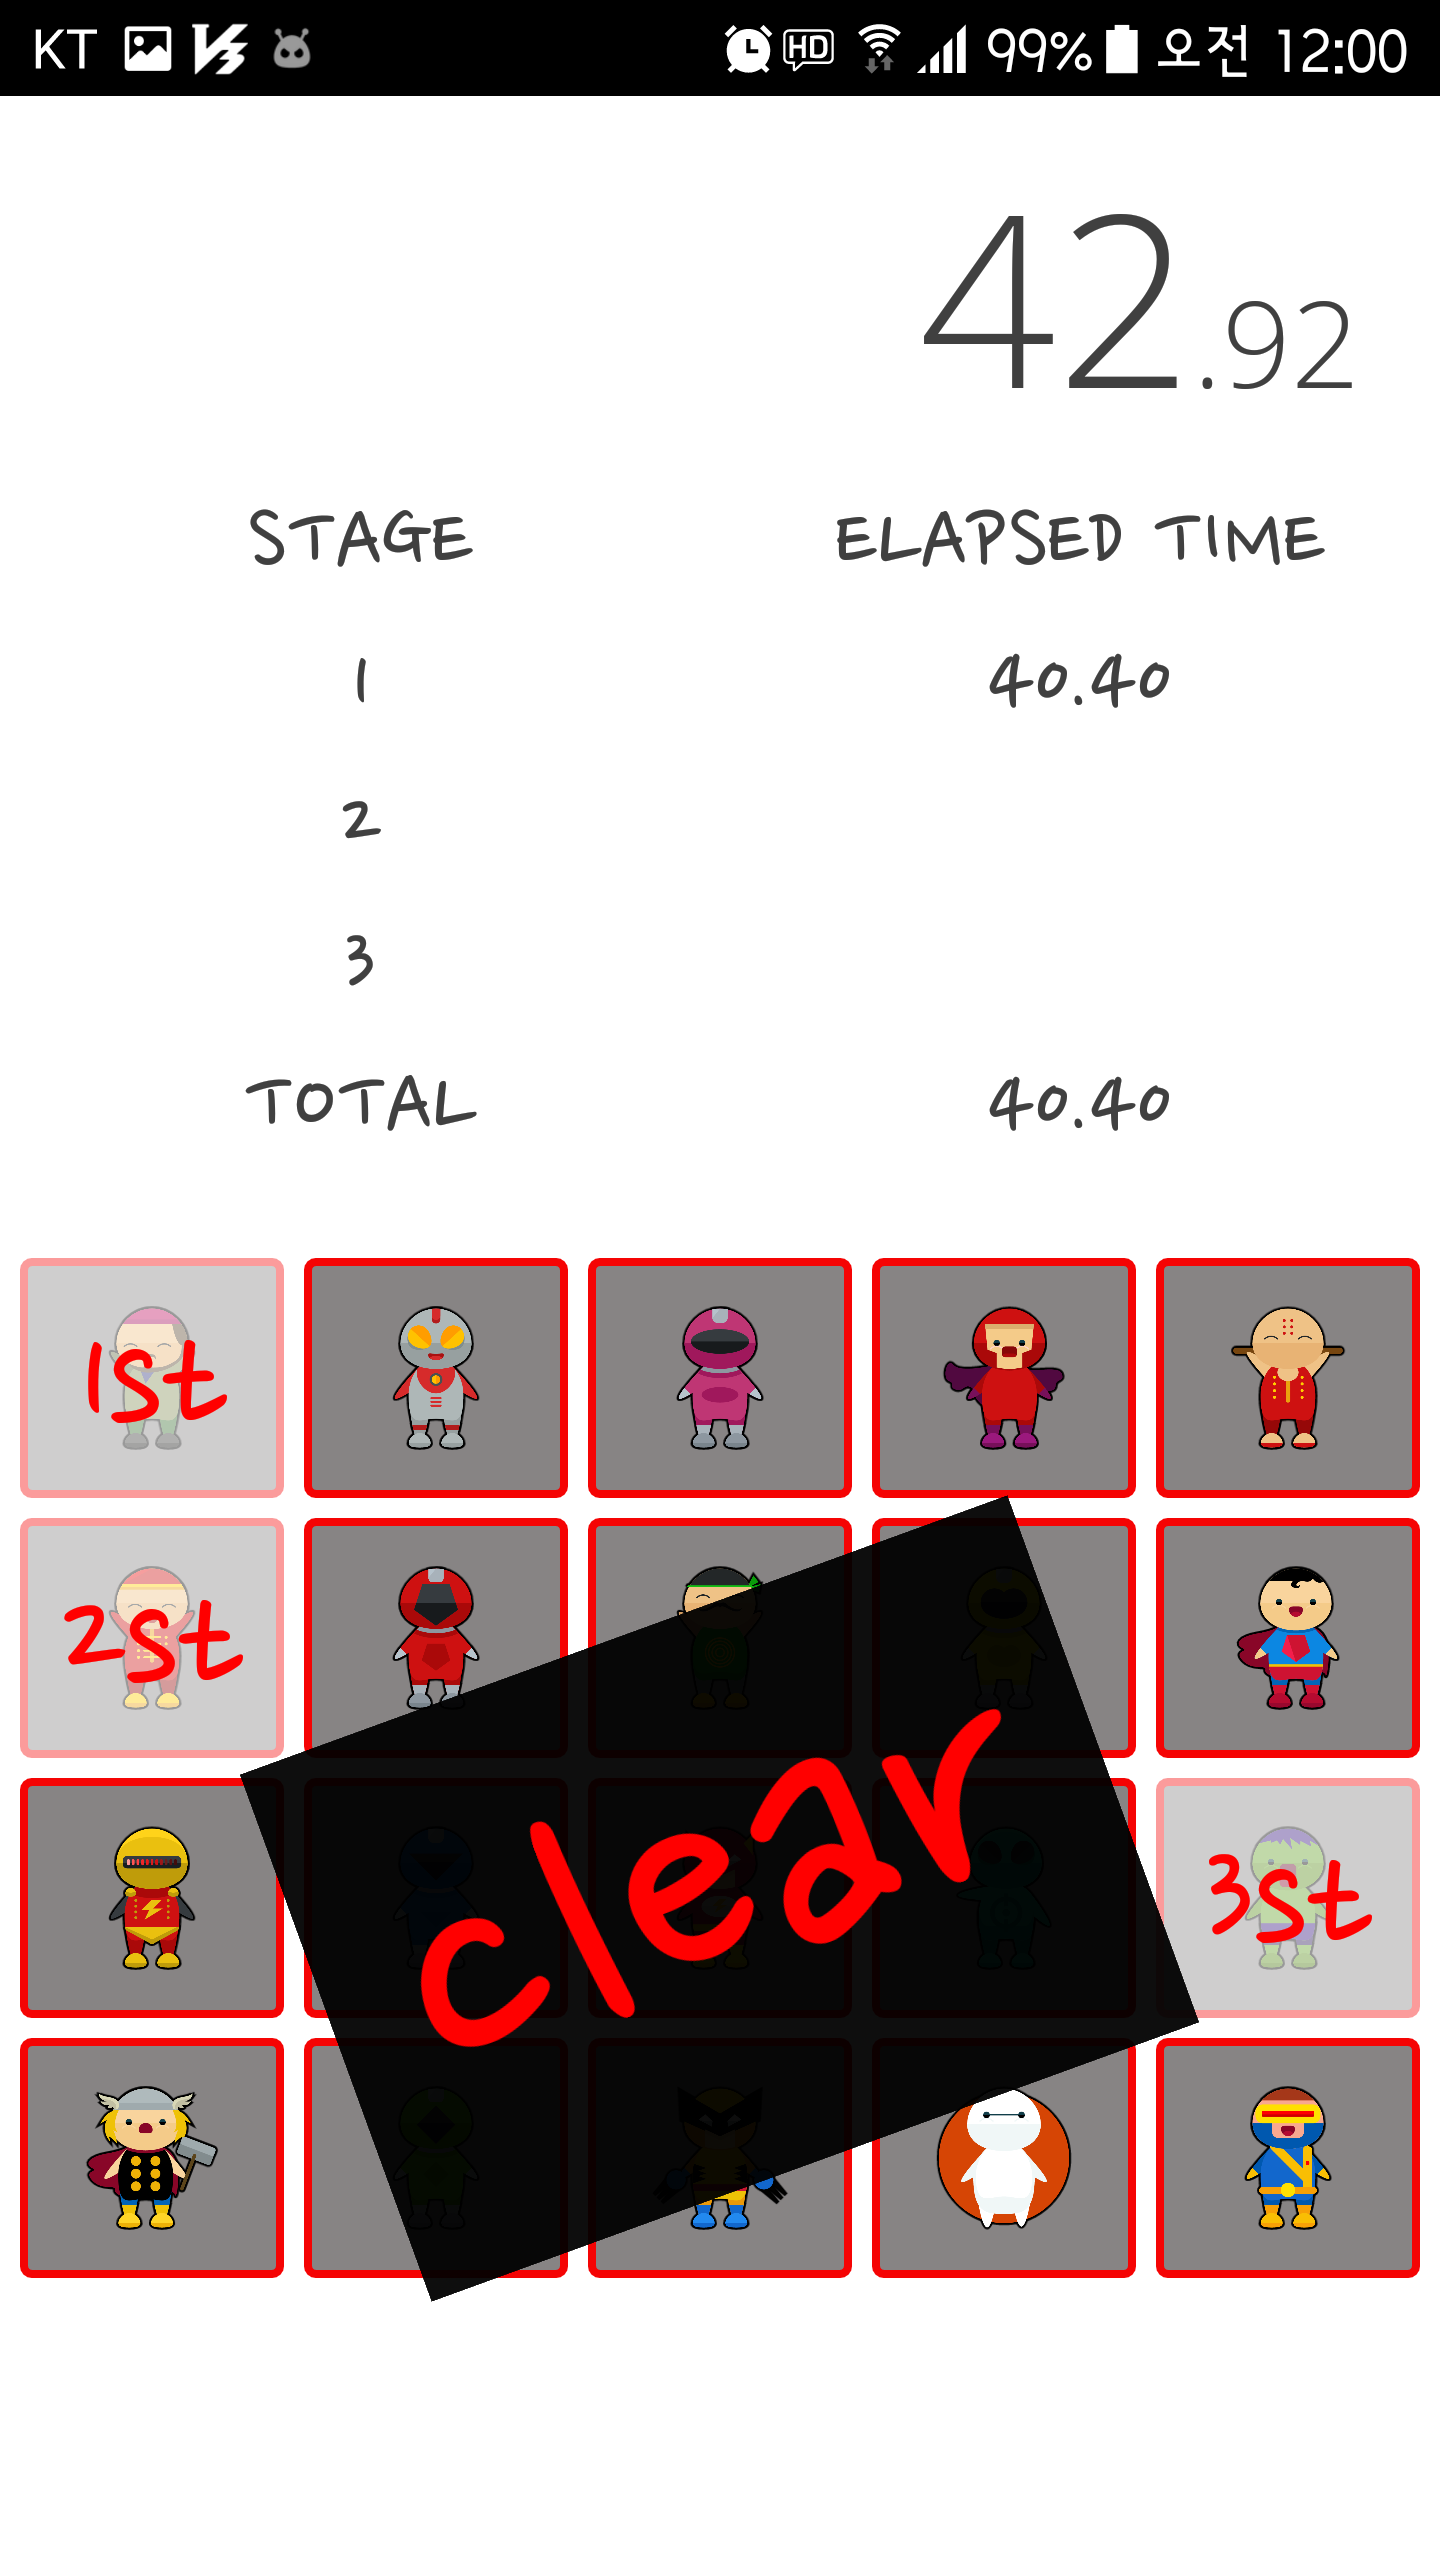 KT HD 99% 오전 12:00
42.92
STAGE ELAPSED TIME
1 40.40
2
3
TOTAL 40.40
1st
2st
clear
3st